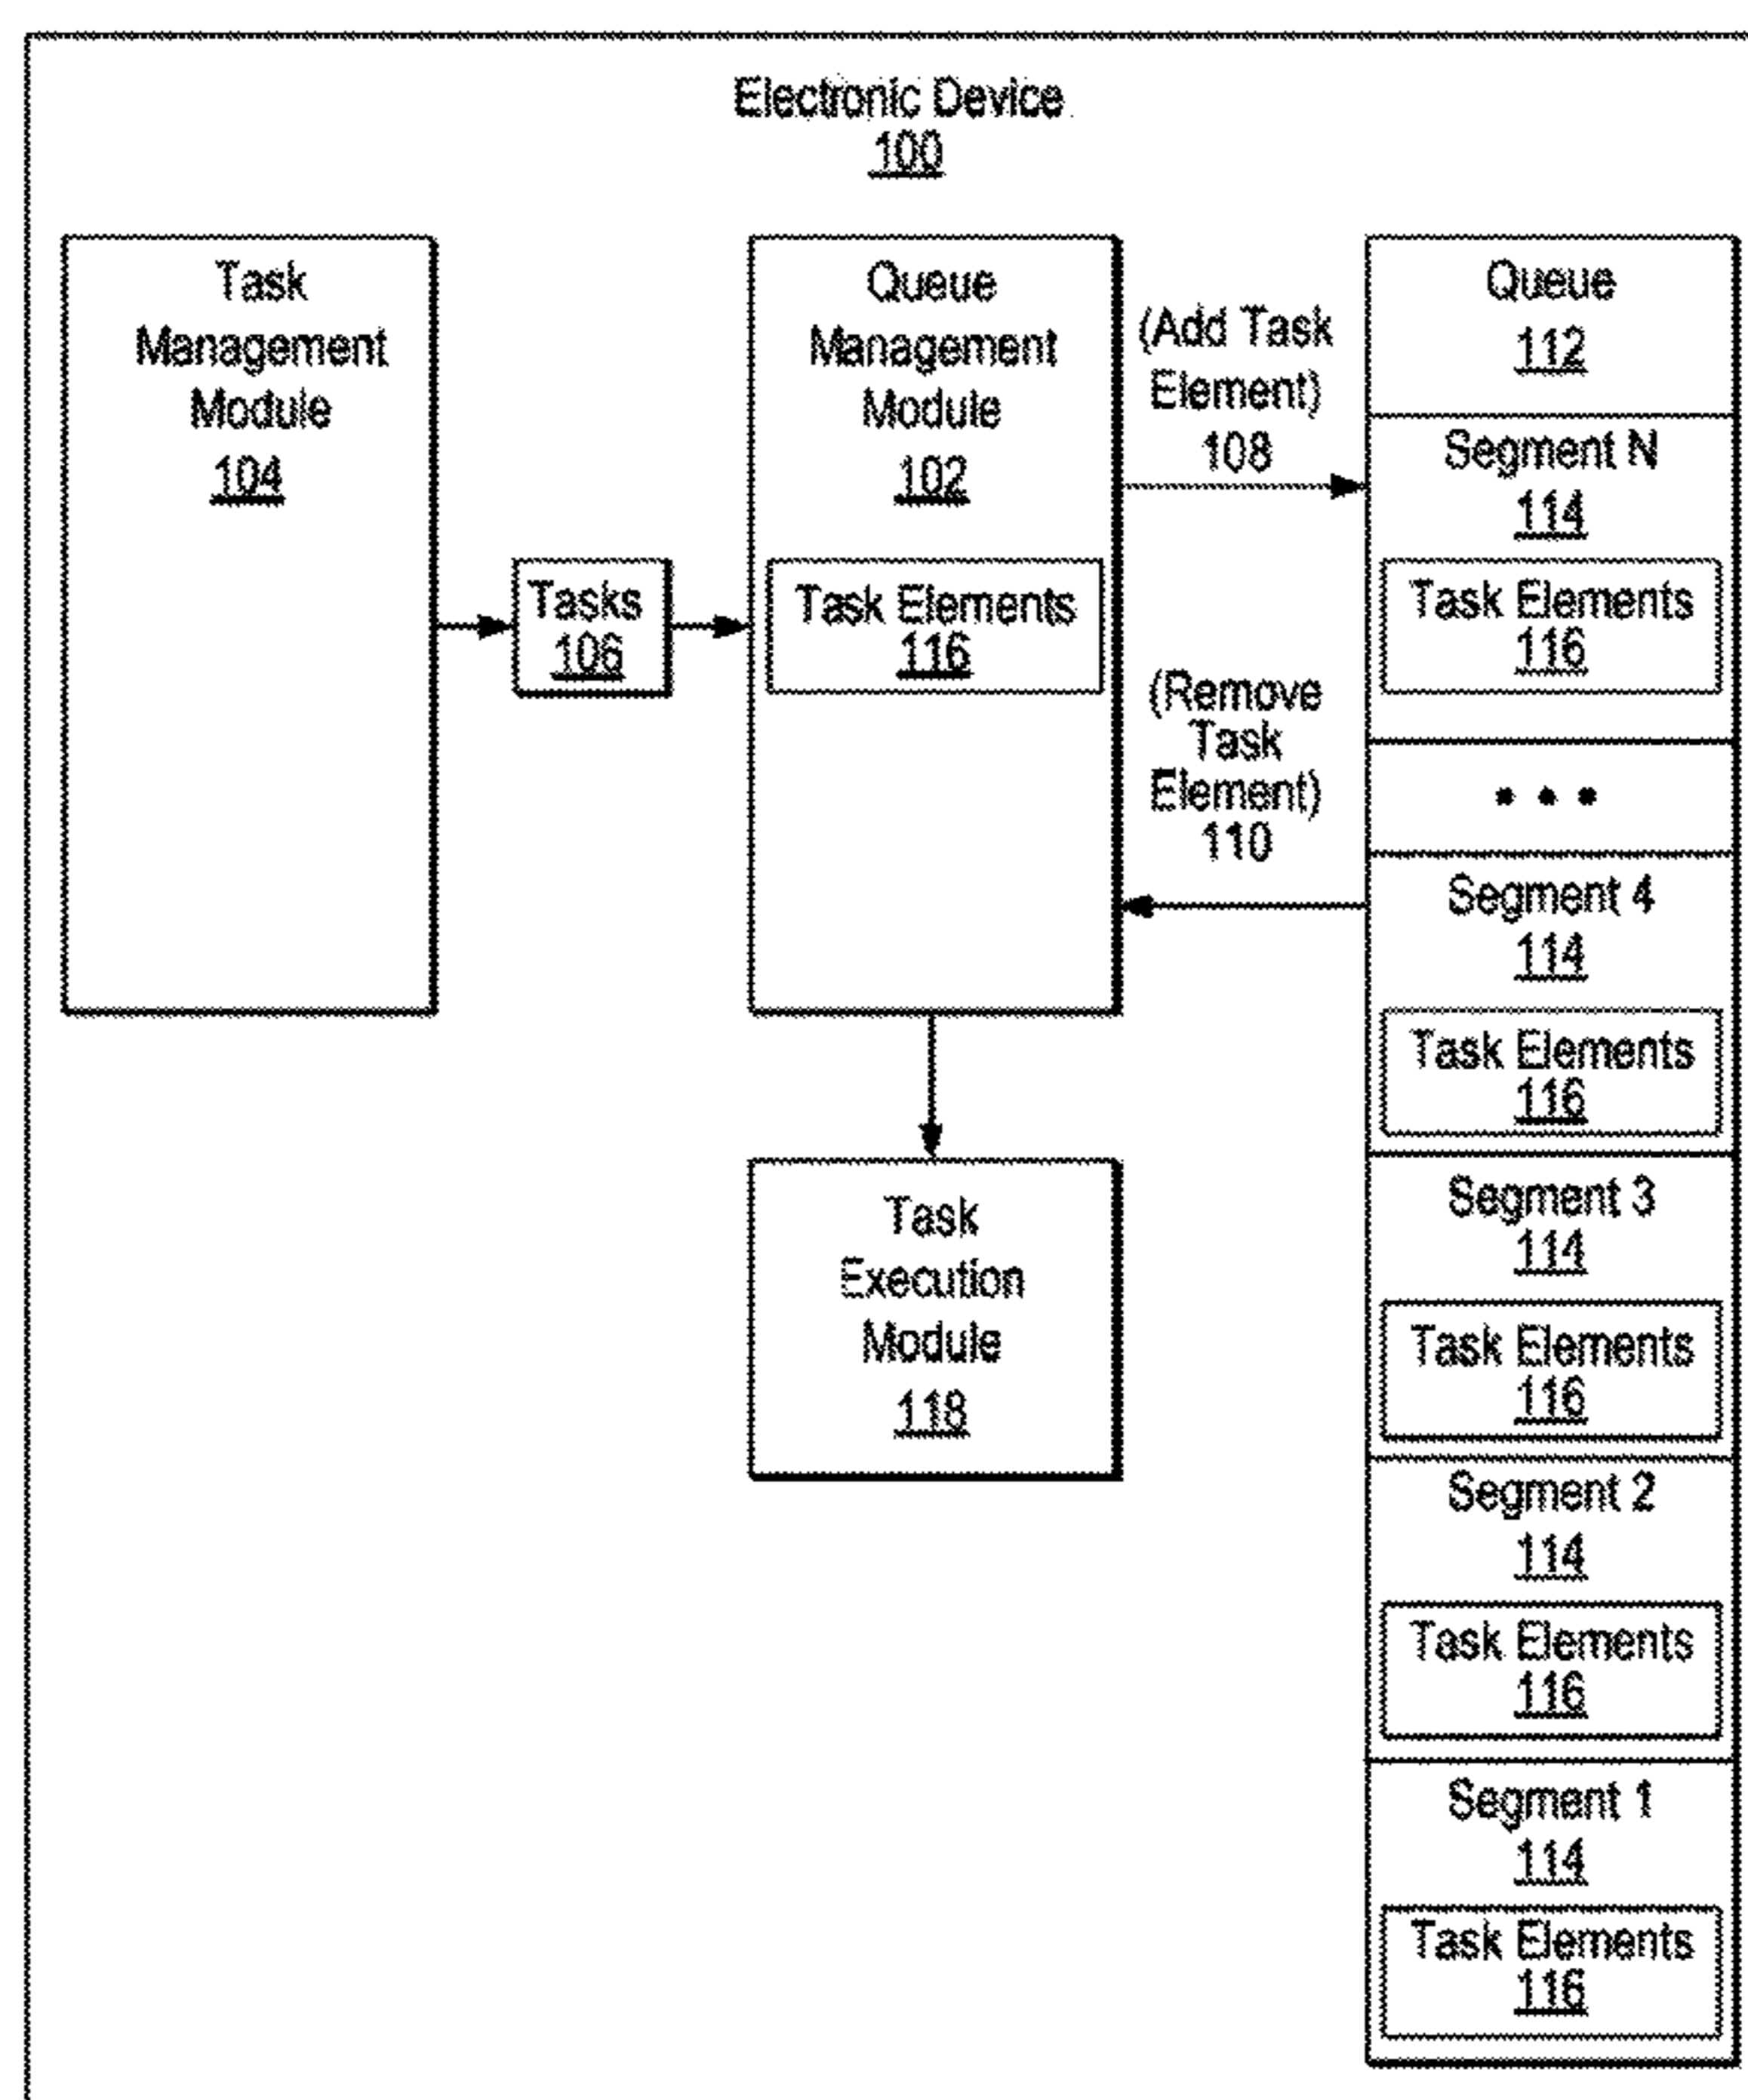 Electronic Device
100
Task
Management
Module
104
Tasks
106
Queue
Management
Module
102
Task Elements
116
(Add Task
Element)
108
(Remove
Task
Element)
110
Task
Execution
Module
118
Queue
112
Segment N
114
Task Elements
116
• • •
Segment 4
114
Task Elements
116
Segment 3
114
Task Elements
116
Segment 2
114
Task Elements
116
Segment 1
114
Task Elements
116